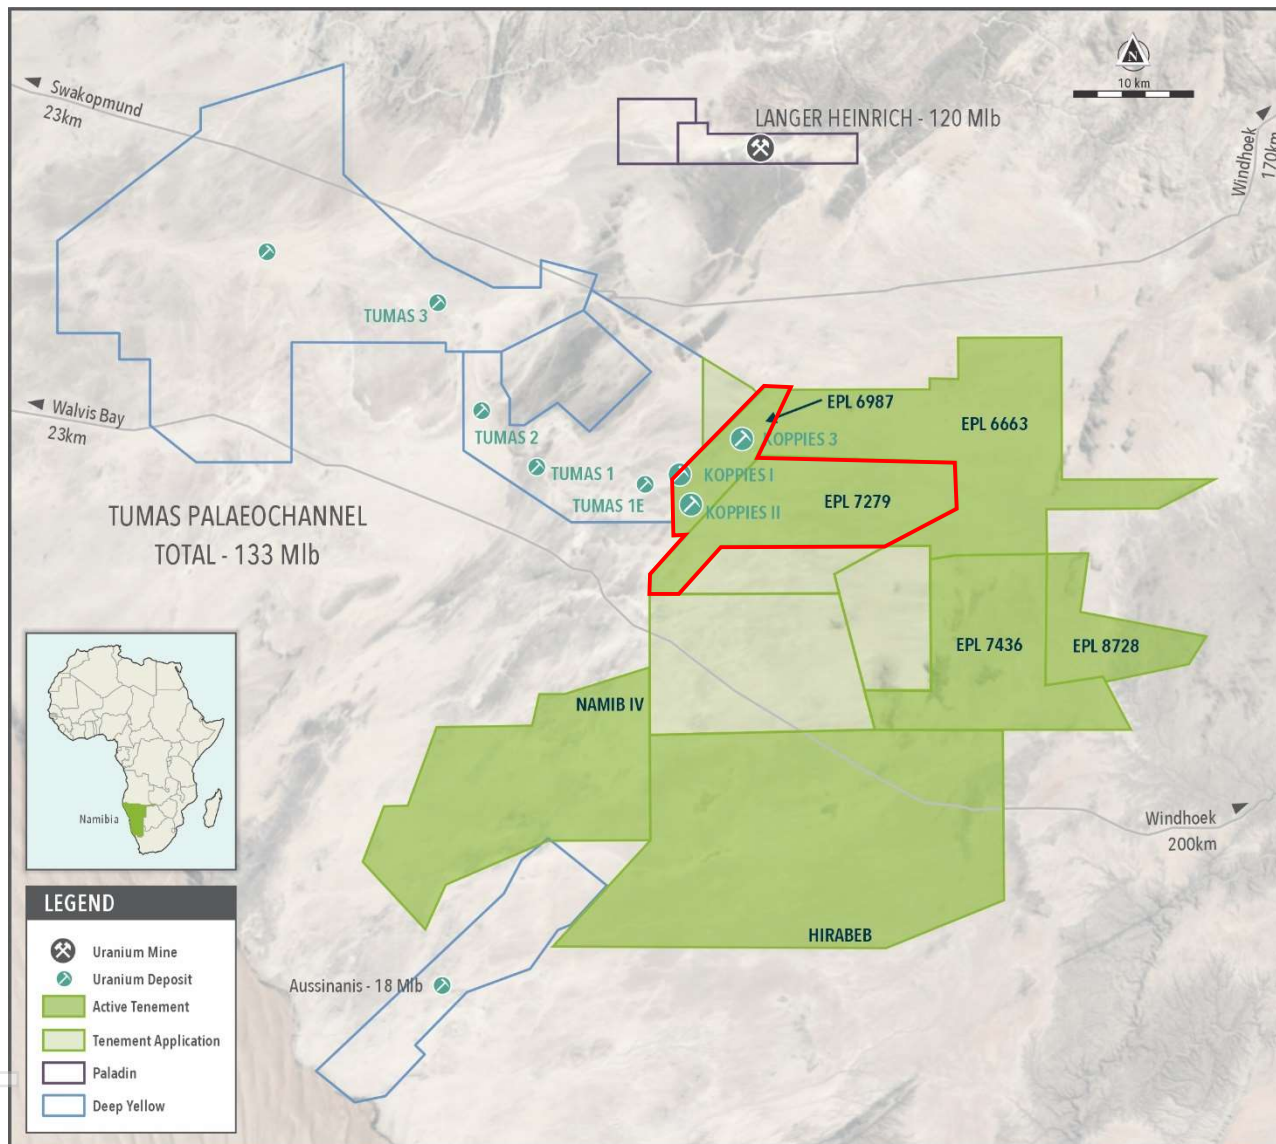 Swakopmund
23km
N
10 km
LANGER HEINRICH - 120 Mlb
Windhoek
170km
TUMAS 3
Walvis Bay
23km
TUMAS 2
TUMAS 1
TUMAS 1E
EPL 6987
KOPPIES 3
KOPPIES I
KOPPIES II
EPL 6663
EPL 7279
TUMAS PALAEOCHANNEL
TOTAL - 133 Mlb
EPL 7436
EPL 8728
NAMIB IV
Namibia
Windhoek
200km
HIRABEB
Aussinanis - 18 Mlb
LEGEND
Uranium Mine
Uranium Deposit
Active Tenement
Tenement Application
Paladin
Deep Yellow